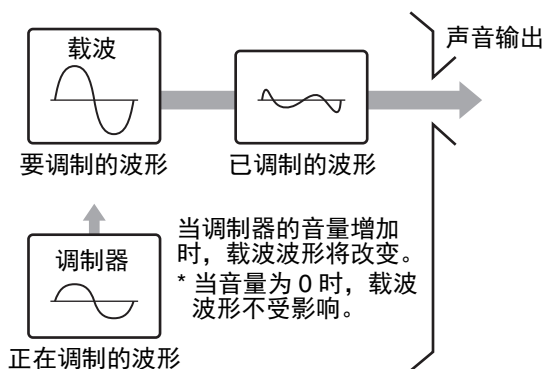 载波
声音输出
要调制的波形
已调制的波形
调制器
当调制器的音量增加
时，载波波形将改变。
* 当音量为 0 时，载波
波形不受影响。
正在调制的波形